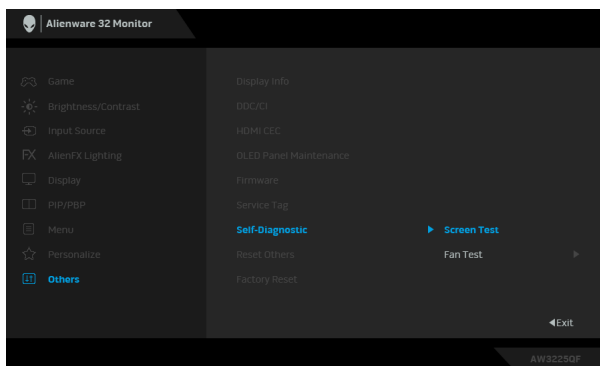 Alienware 32 Monitor
Game
Brightness/Contrast
Input Source
AlienFX Lighting
Display
PIP/PBP
Menu
Personalize
Others
Display Info
DDC/CI
HDMI CEC
OLED Panel Maintenance
Firmware
Service Tag
Self-Diagnostic
Reset Others
Factory Reset
Screen Test
Fan Test
Exit
AW3225QF